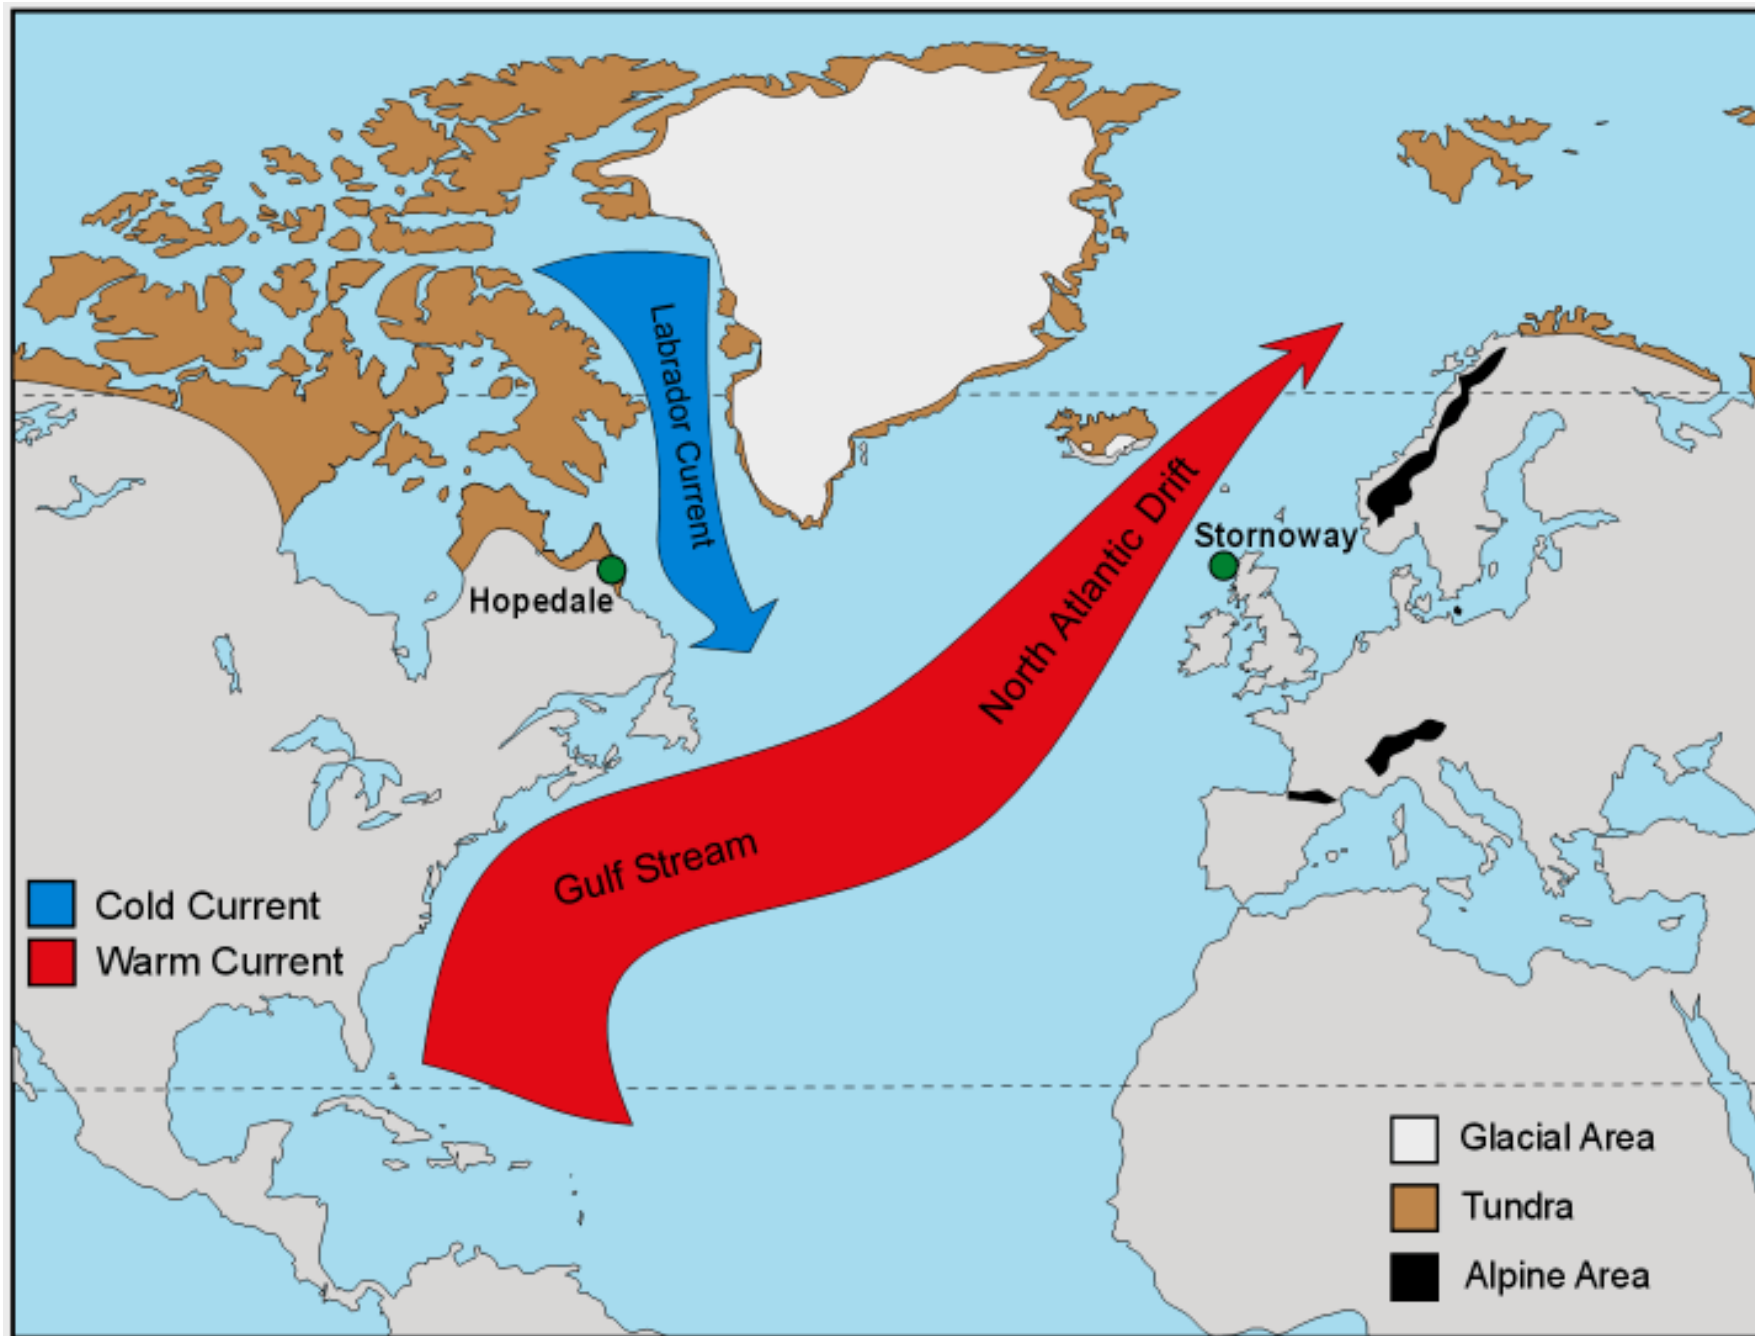 Labrador Current
North Atlantic Drift
Stornoway
Hopedale
Gulf Stream
Cold Current
Warm Current
Glacial Area
Tundra
Alpine Area